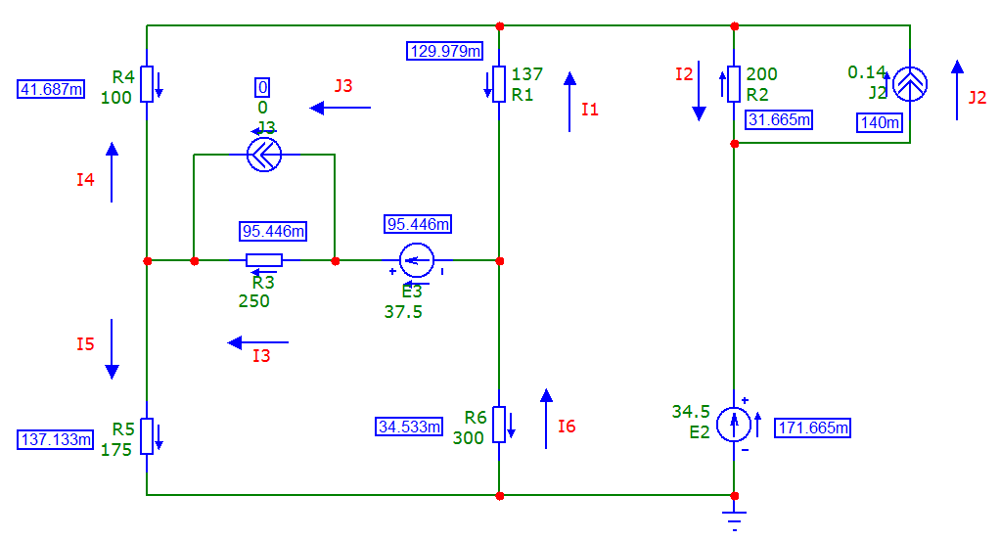 129.979m
R4
100
41.687m
0
0
J3
J3
137
R1
I1
I2
200
R2
31.665m
0.14
J2
140m
J2
I4
95.446m
R3
250
95.446m
+
-
E3
37.5
I5
I3
R5
175
137.133m
34.533m
R6
300
I6
34.5
E2
+
-
171.665m